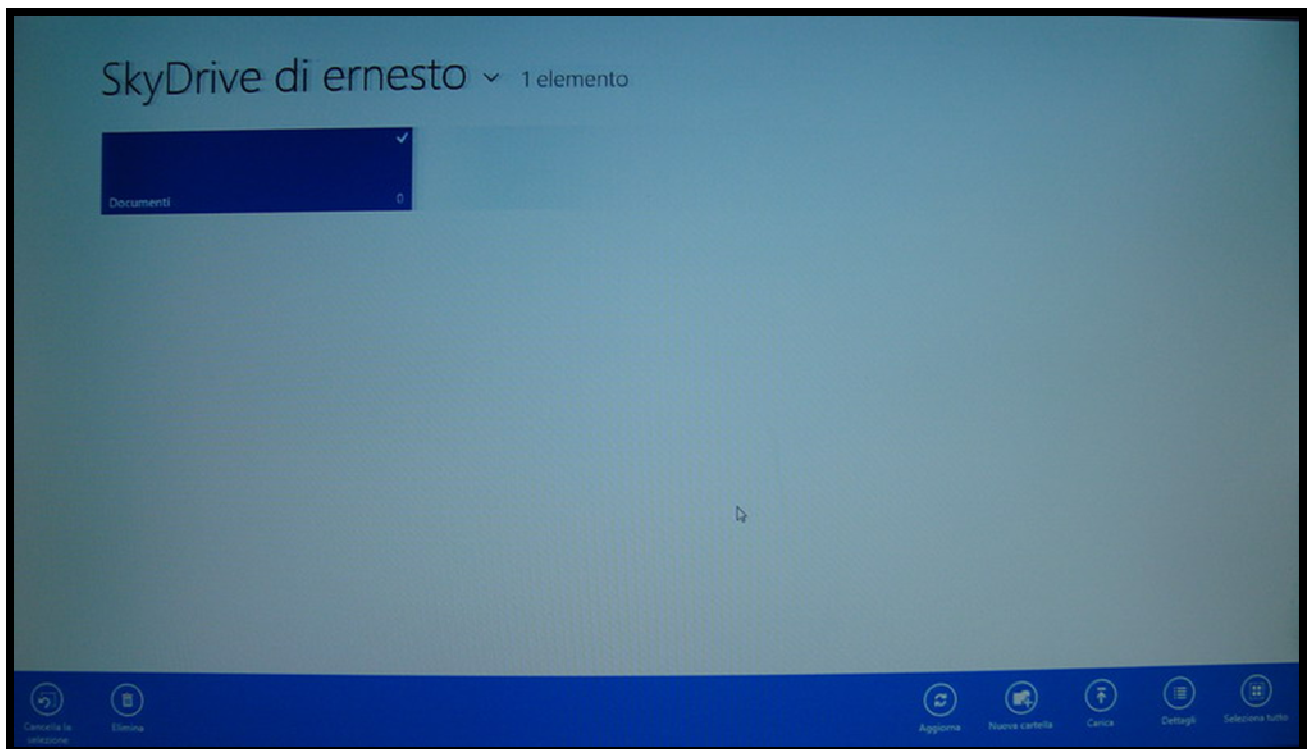 SkyDrive di ernesto 1 elemento
Documenti 0
Cancella la
selezione
Elimina
Aggiorna
Nuova cartella
Carica
Dettagli
Seleziona tutto